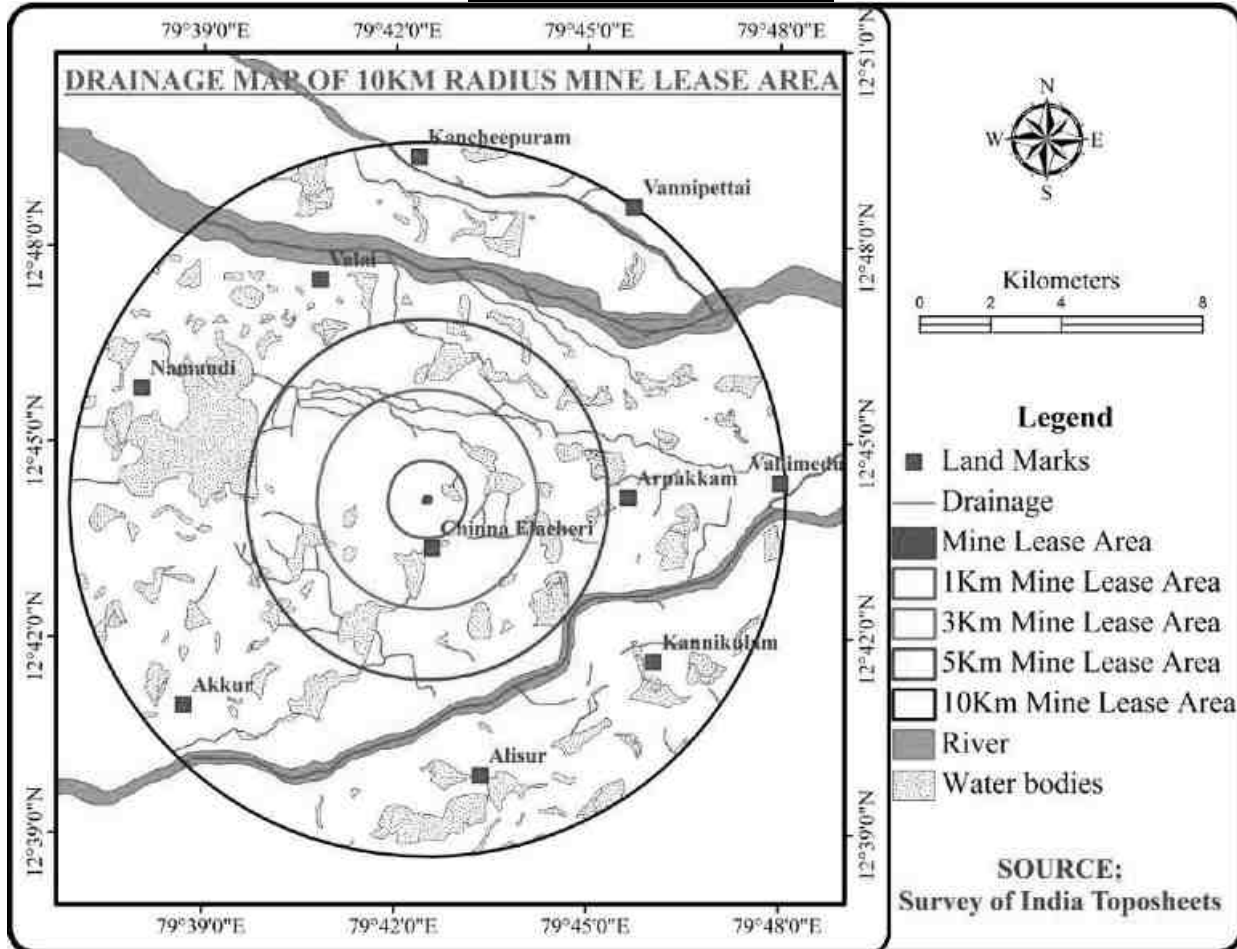 79°39'0"E 79°42'0"E 79°45'0"E 79°48'0"E
12°51'0"N
DRAINAGE MAP OF 10KM RADIUS MINE LEASE AREA
Kancheepuram
Vannipettai
12°48'0"N 12°48'0"N
Valai
Namandi
12°45'0"N 12°45'0"N
Arpakkam
Chinna Elacheri
12°42'0"N 12°42'0"N
Kannikulam
Akkur
Alisur
12°39'0"N 12°39'0"N
79°39'0"E 79°42'0"E 79°45'0"E 79°48'0"E
N
W E
S
Kilometers
0 2 4 8
Legend
Land Marks
Drainage
Mine Lease Area
1Km Mine Lease Area
3Km Mine Lease Area
5Km Mine Lease Area
10Km Mine Lease Area
River
Water bodies
SOURCE:
Survey of India Toposheets